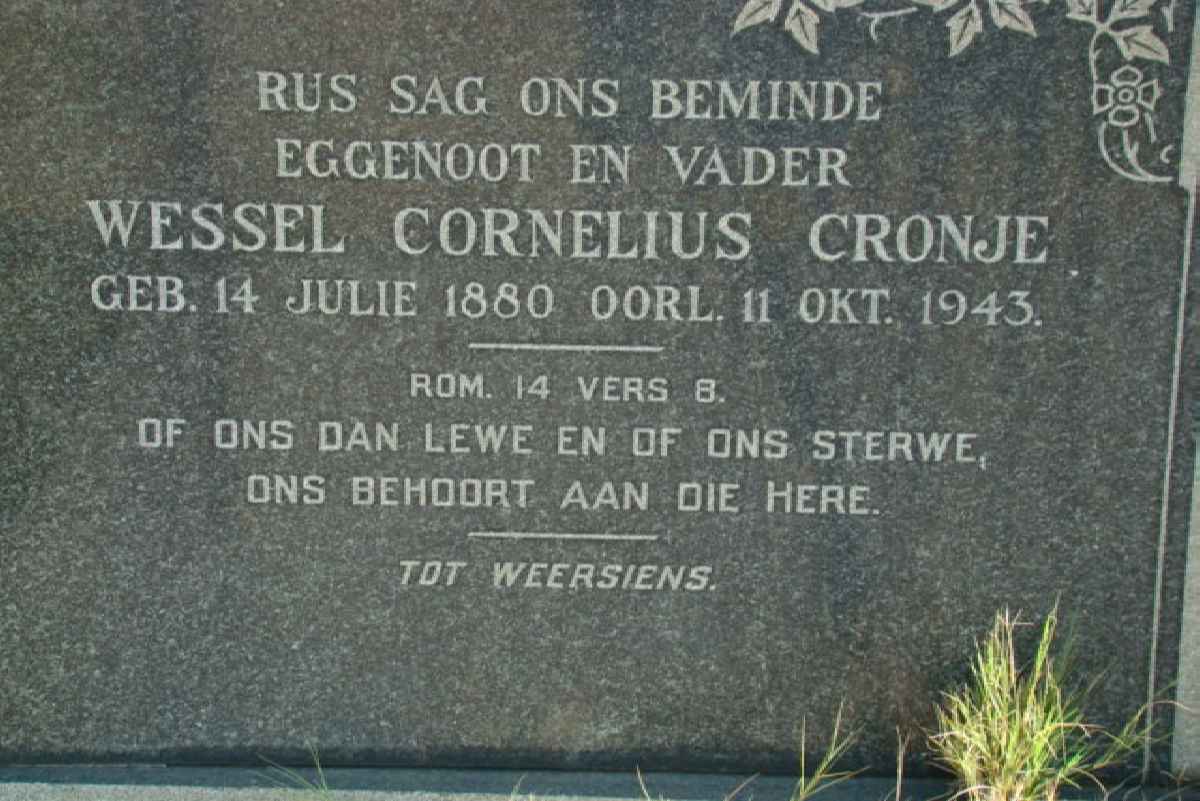 RUS SAG ONS BEMINDE
EGGENOOT EN VADER
WESSEL CORNELIUS CRONJE
GEB. 14 JULIE 1880 OORL. 11 OKT. 1943.
ROM. 14 VERS 8.
OF ONS DAN LEWE EN OF ONS STERWE,
ONS BEHOORT AAN DIE HERE.
TOT WEERSIENS.